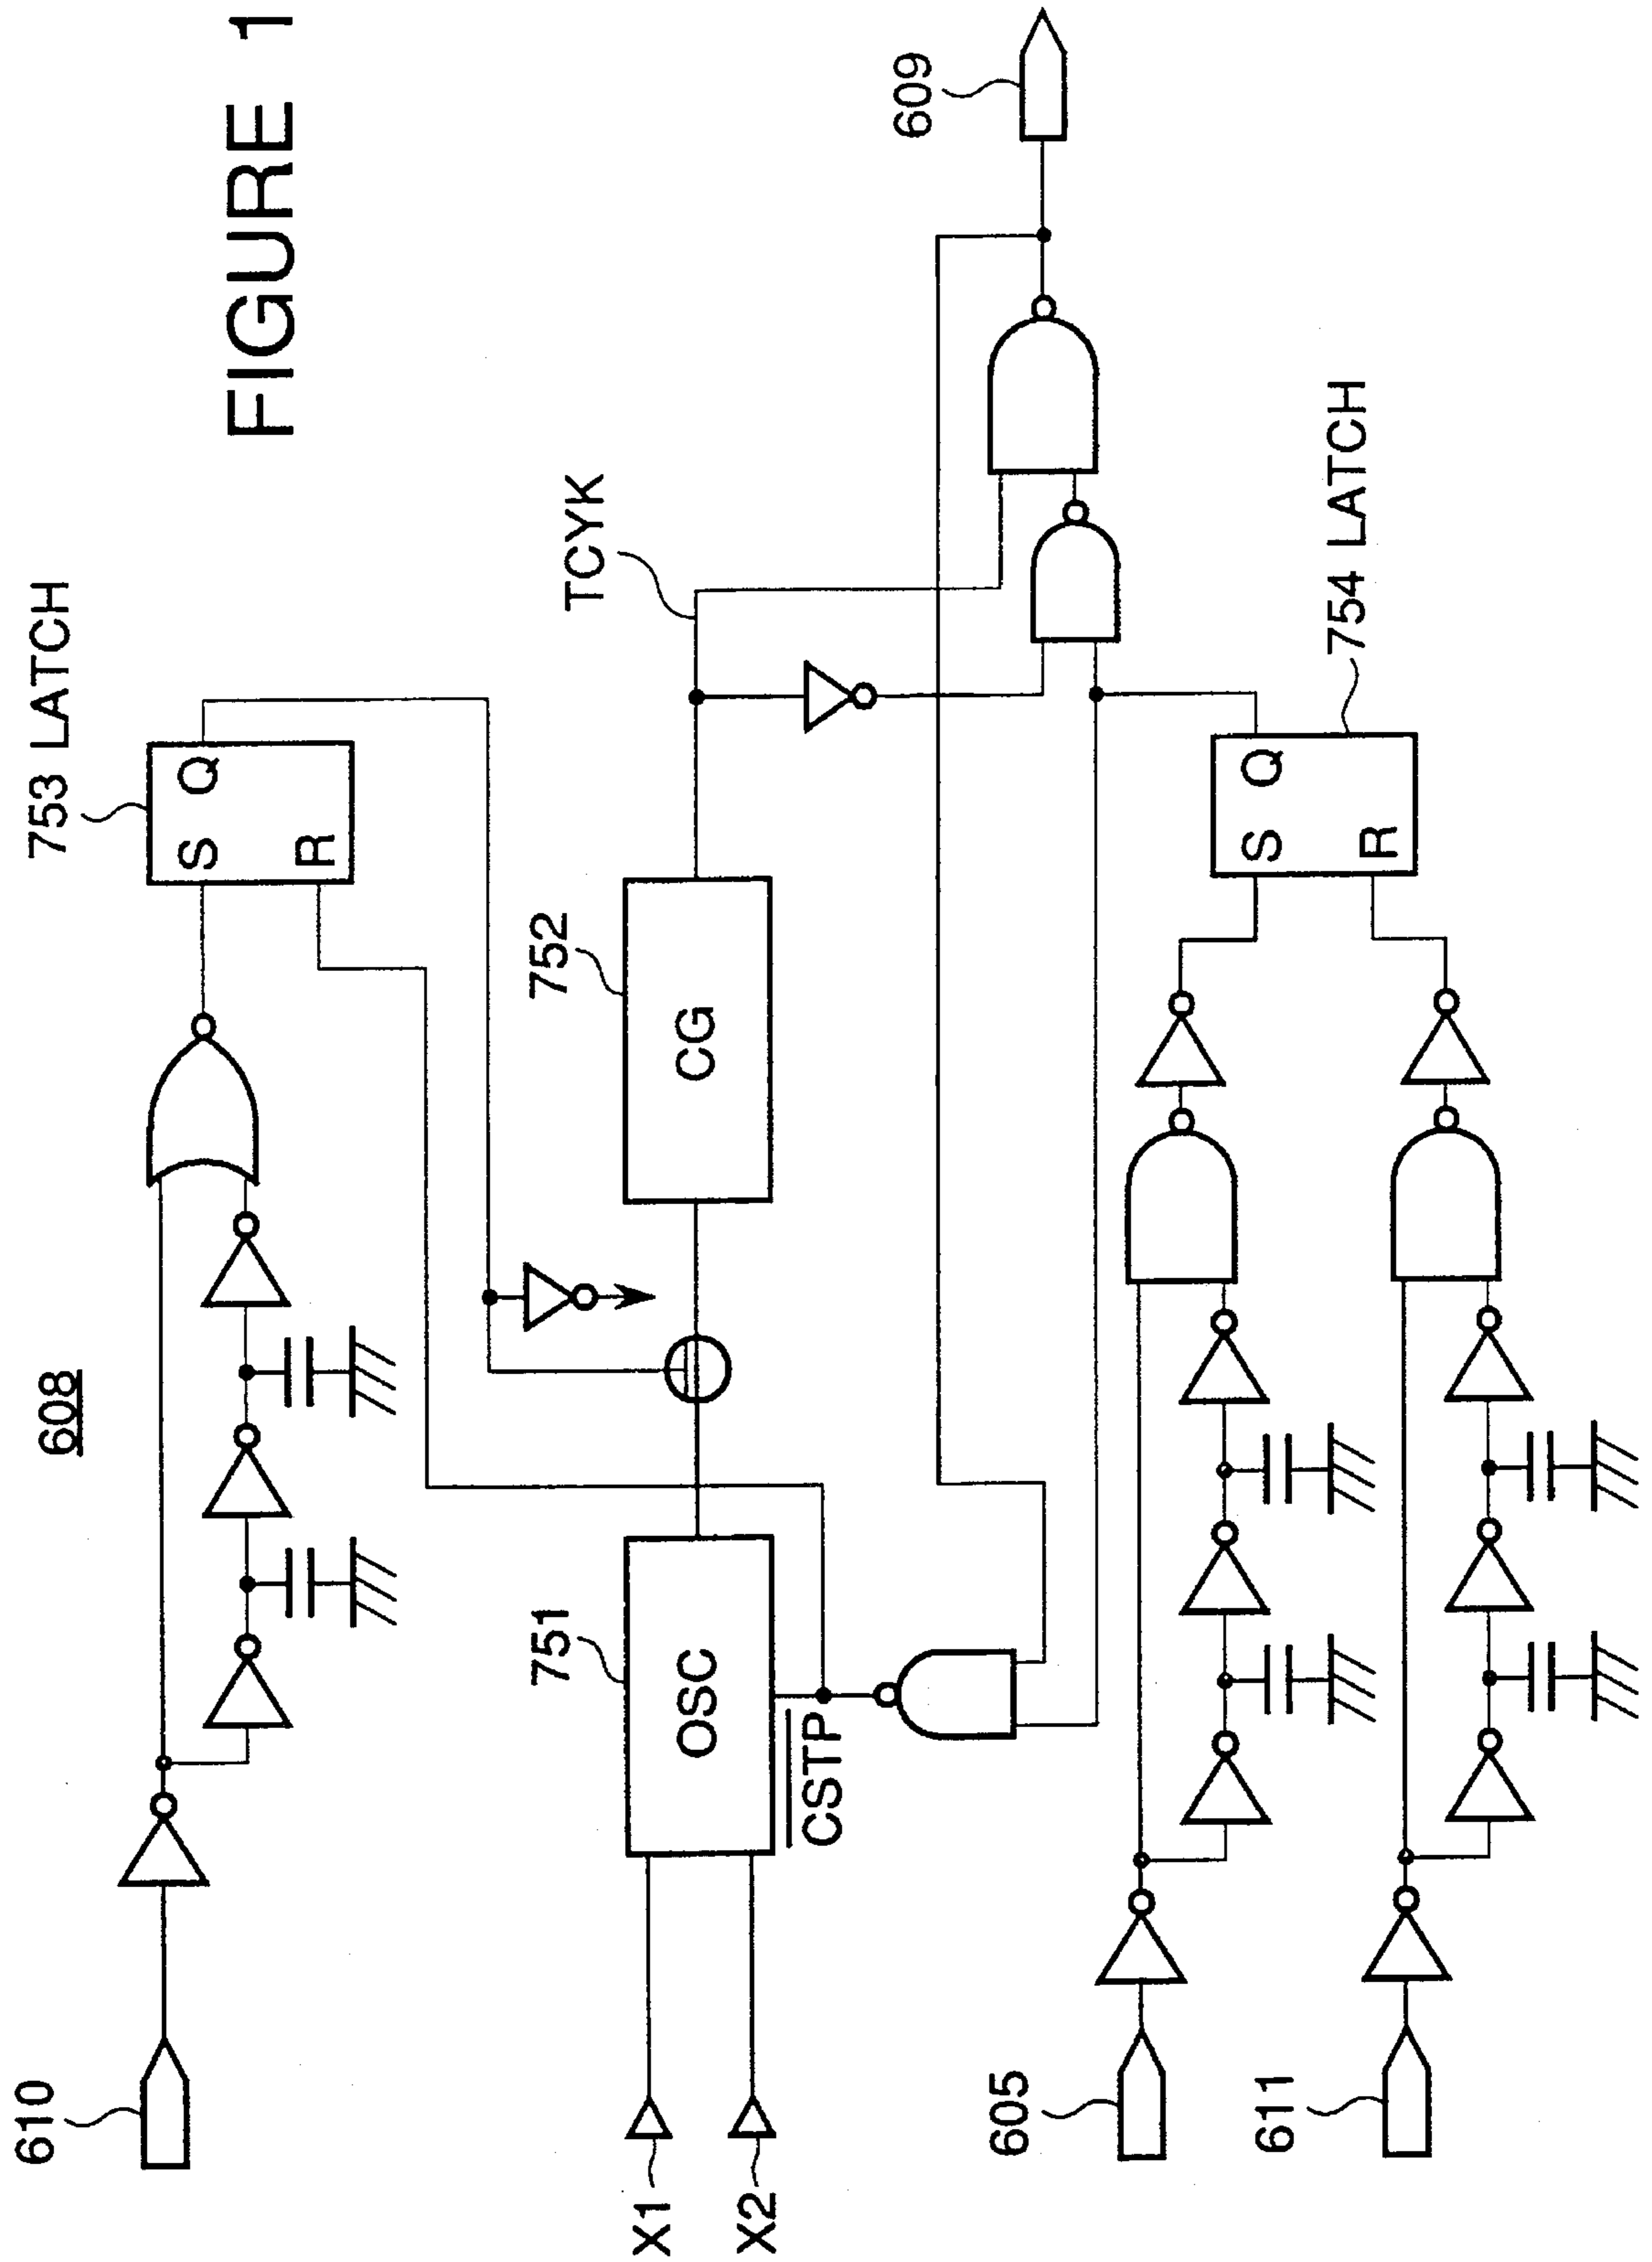 FIGURE 1
608
753 LATCH
S Q
R
610
751
OSC
752
CG
TCYK
X1
X2
CSTP
609
605
611
S Q
R
754 LATCH